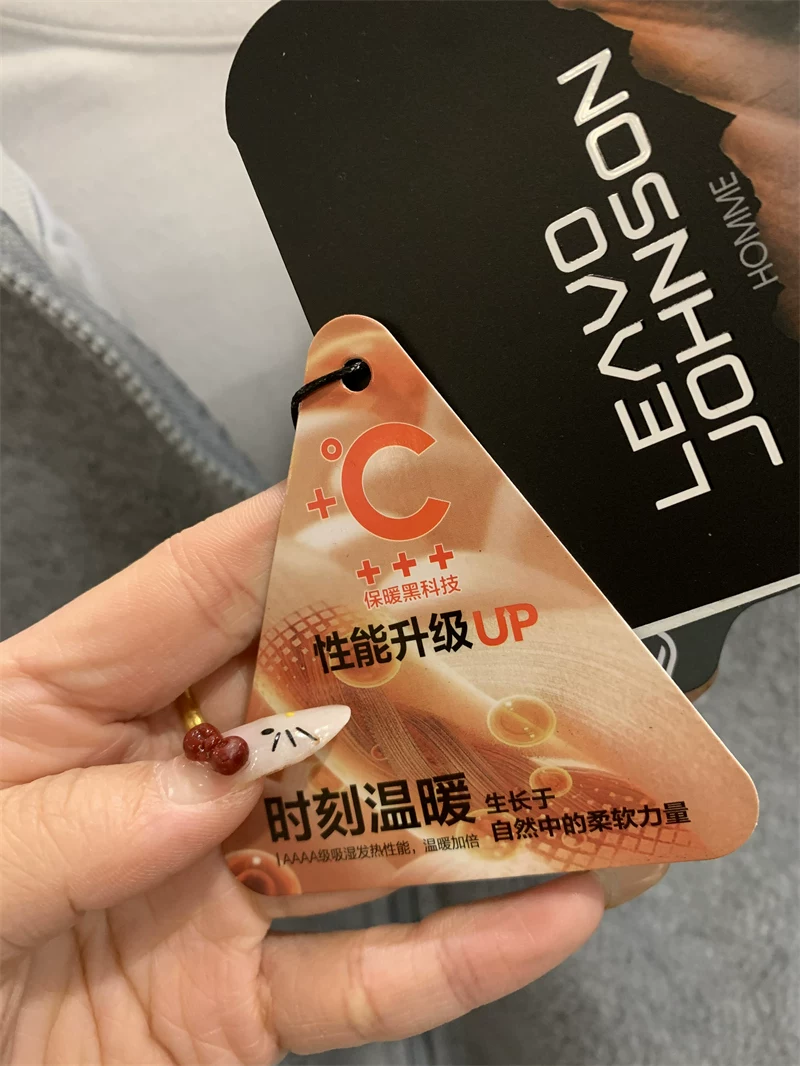 LEAVO
JOHNSON
HOMME
+°C
+++
保暖黑科技
性能升级UP
时刻温暖
生长于
自然中的柔软力量
AAAA级吸湿发热性能，温暖加倍